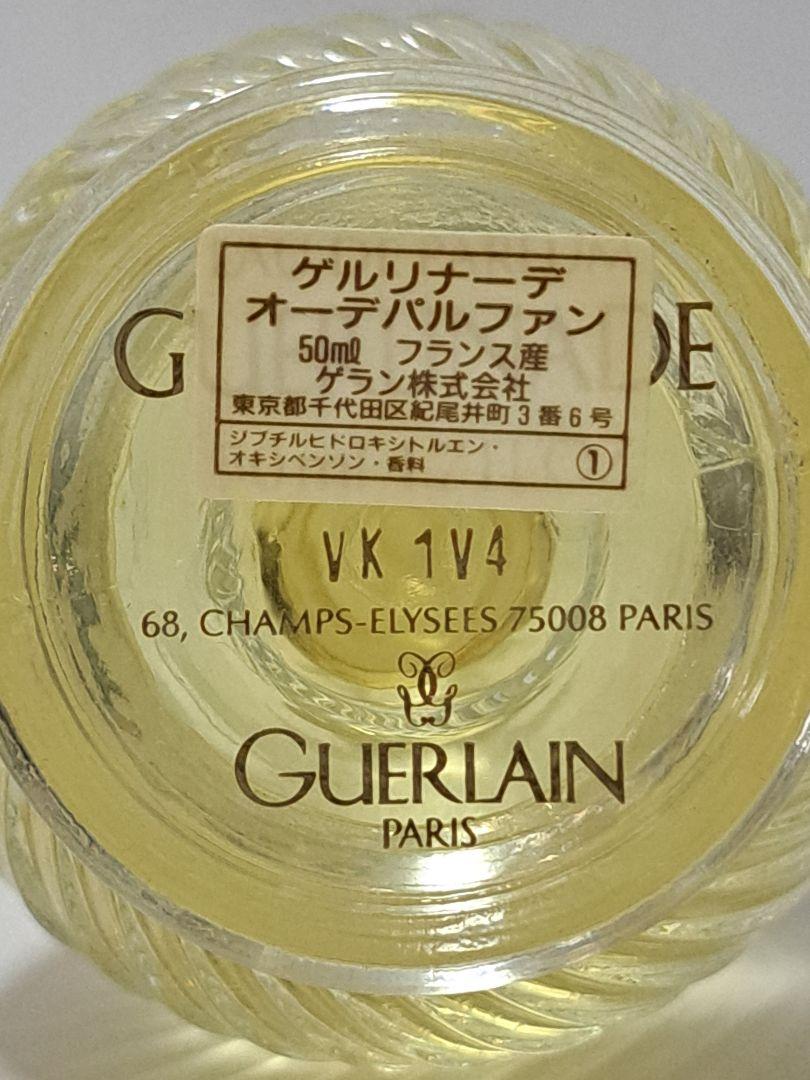 ゲルリナーデ
オーデパルファン
50ml フランス産
ゲラン株式会社
東京都千代田区紀尾井町3番6号
ジブチルヒドロキシトルエン・
オキシベンゾン・香料 ①
VK 1V4
68, CHAMPS-ELYSEES 75008 PARIS
GUERLAIN
PARIS